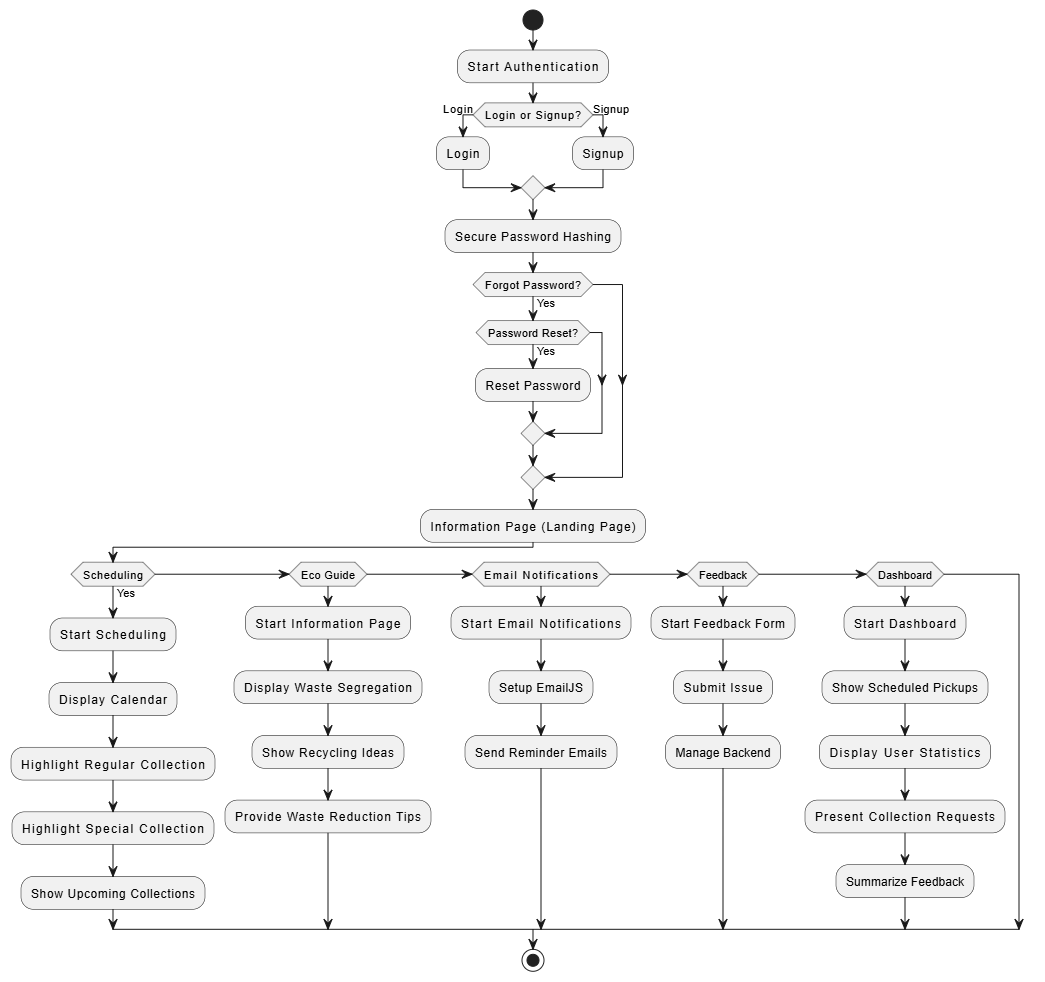 Start Authentication
Login
Login or Signup?
Signup
Login
Signup
Secure Password Hashing
Forgot Password?
Yes
Password Reset?
Yes
Reset Password
Information Page (Landing Page)
Scheduling
Yes
Start Scheduling
Display Calendar
Highlight Regular Collection
Highlight Special Collection
Show Upcoming Collections
Eco Guide
Start Information Page
Display Waste Segregation
Show Recycling Ideas
Provide Waste Reduction Tips
Email Notifications
Start Email Notifications
Setup EmailJS
Send Reminder Emails
Feedback
Start Feedback Form
Submit Issue
Manage Backend
Dashboard
Start Dashboard
Show Scheduled Pickups
Display User Statistics
Present Collection Requests
Summarize Feedback